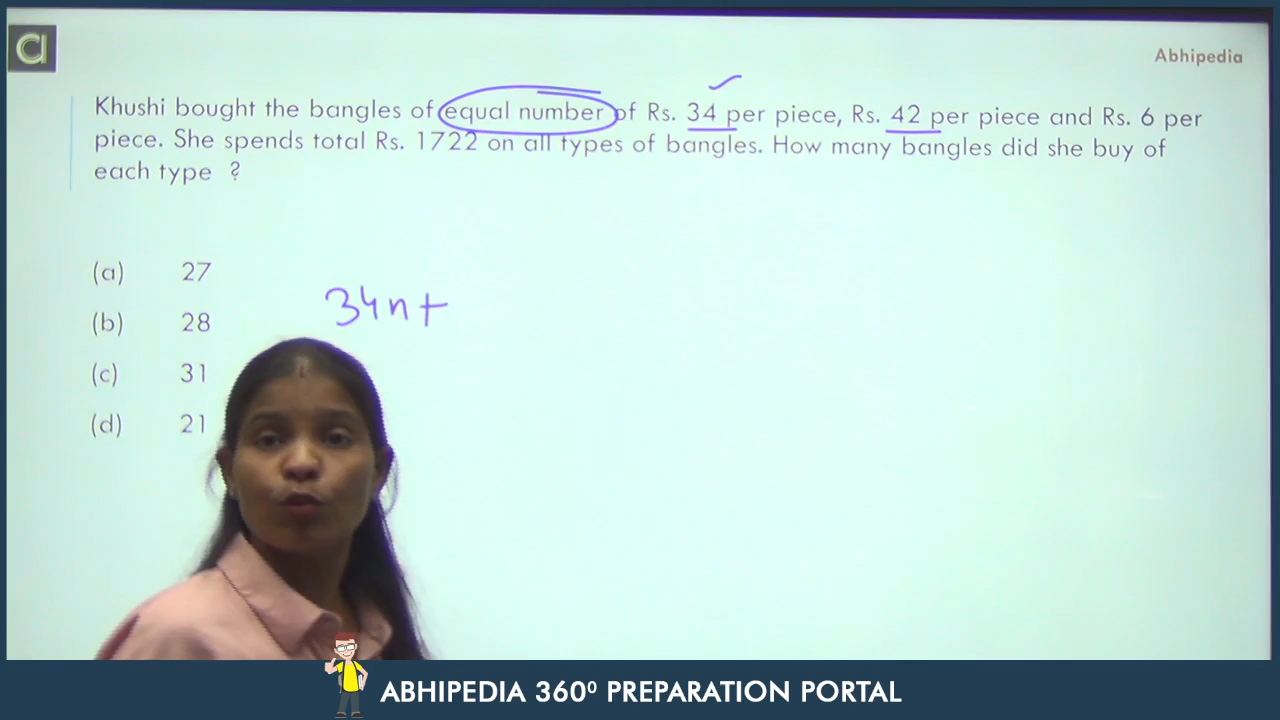 Abhipedia
Khushi bought the bangles of equal number of Rs. 34 per piece, Rs. 42 per piece and Rs. 6 per
piece. She spends total Rs. 1722 on all types of bangles. How many bangles did she buy of
each type ?
(a) 27
(b) 28
34n+
(c) 31
(d) 21
ABHIPEDIA 360⁰ PREPARATION PORTAL